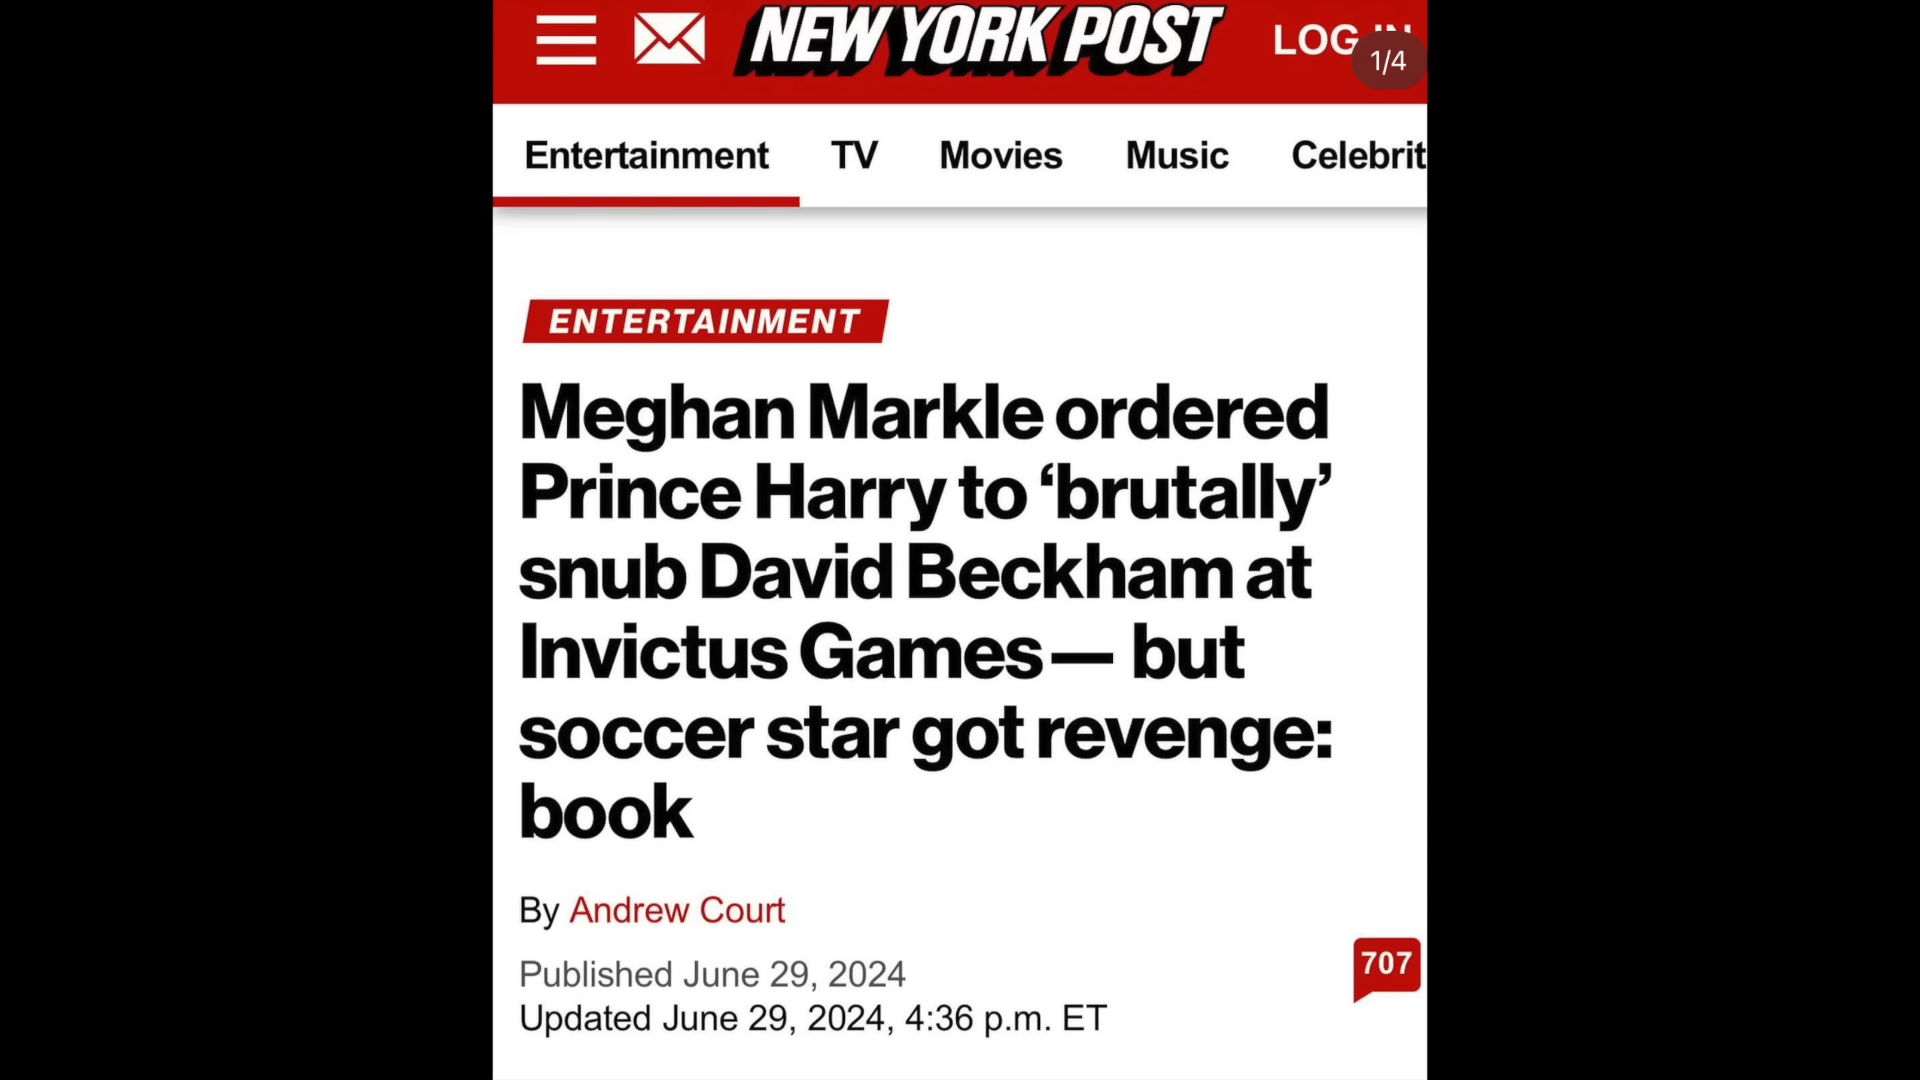 NEW YORK POST
LOG IN
1/4
Entertainment TV Movies Music Celebrit
ENTERTAINMENT
Meghan Markle ordered
Prince Harry to ‘brutally’
snub David Beckham at
Invictus Games — but
soccer star got revenge:
book
By Andrew Court
Published June 29, 2024
707
Updated June 29, 2024, 4:36 p.m. ET